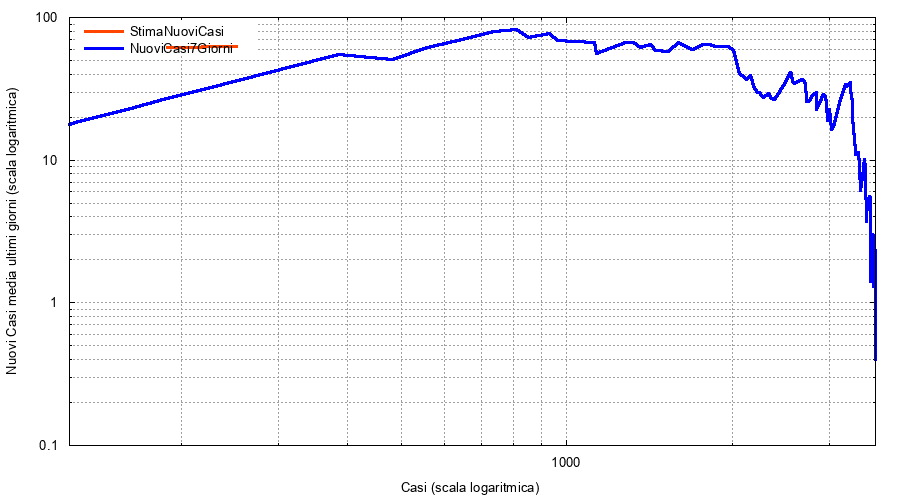 100
StimaNuoviCasi
NuoviCasi7Giorni
10
1
0.1
1000
Nuovi Casi media ultimi giorni (scala logaritmica)
Casi (scala logaritmica)